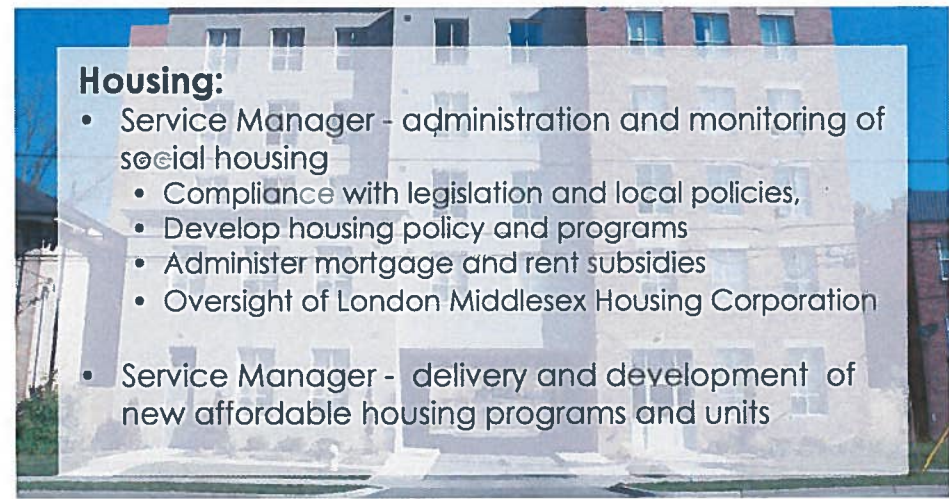 Housing:
• Service Manager - administration and monitoring of
social housing
• Compliance with legislation and local policies,
• Develop housing policy and programs
• Administer mortgage and rent subsidies
• Oversight of London Middlesex Housing Corporation
• Service Manager - delivery and development of
new affordable housing programs and units